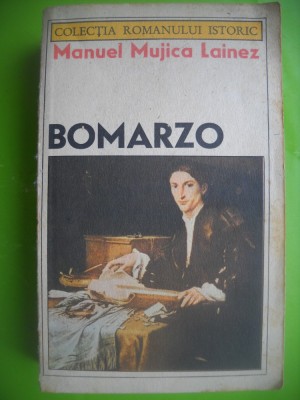 COLECȚIA ROMANULUI ISTORIC
Manuel Mujica Lainez
BOMARZO